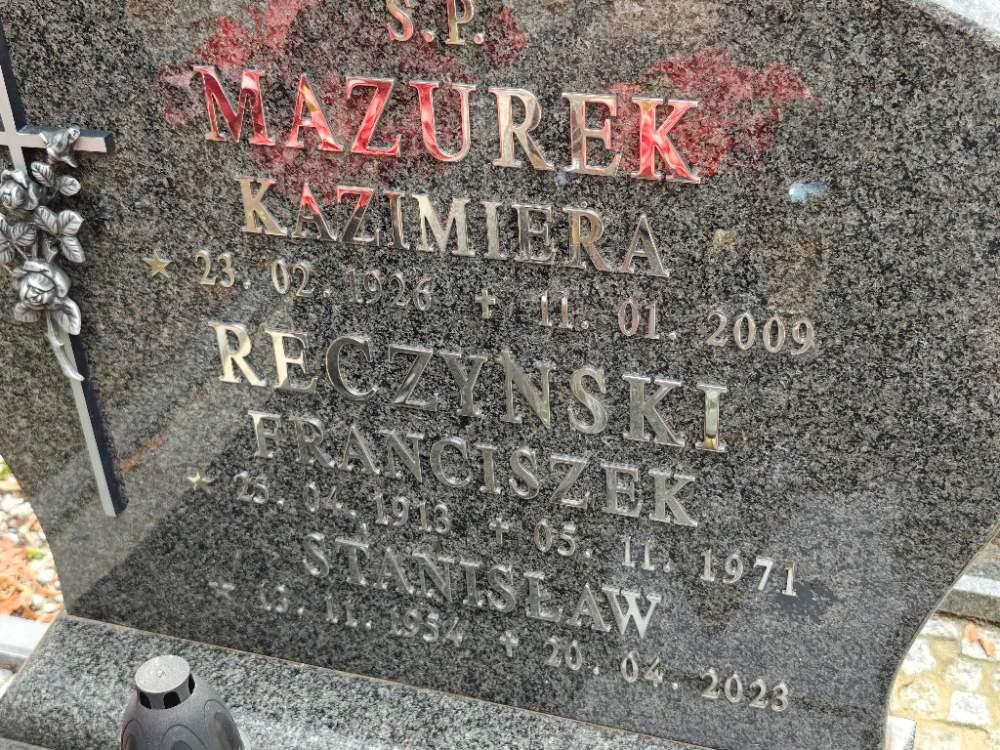 S.P.
MAZUREK
KAZIMIERA
23.02.1926 11.01.2009
RECZYNSKI
FRANCISZEK
25.04.1913 05.11.1971
STANISŁAW
13.11.1954 20.04.2023